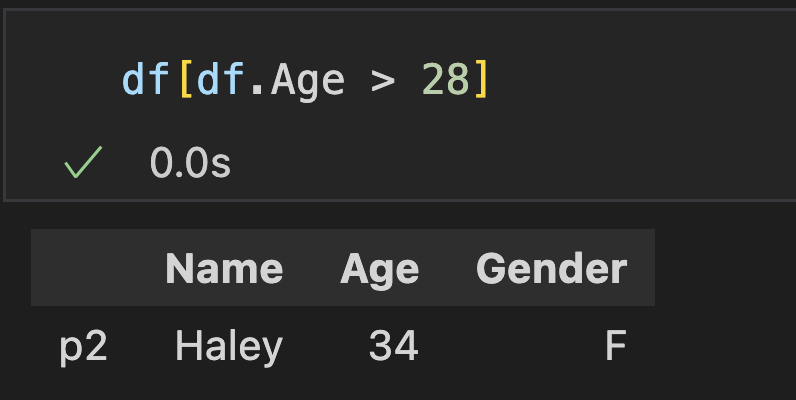 df[df.Age > 28]
0.0s
Name Age Gender
p2 Haley 34 F